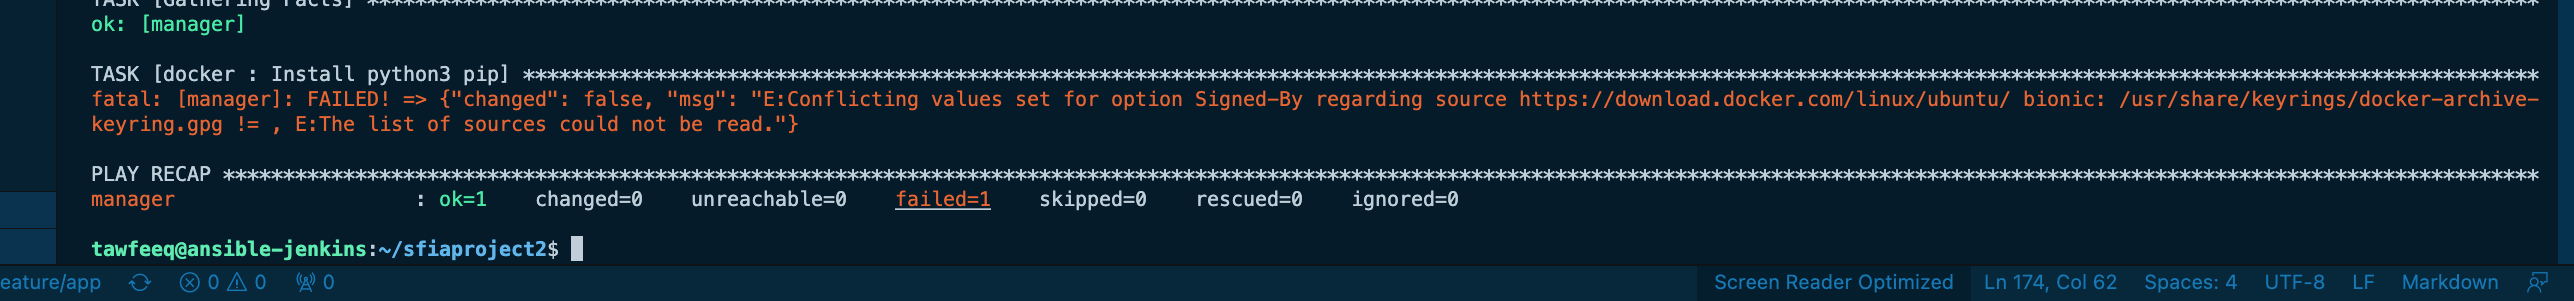 TASK [Gathering Facts] ************************************************************************************************************************************************************************************
ok: [manager]
TASK [docker : Install python3 pip] ************************************************************************************************************************************************************************
fatal: [manager]: FAILED! => {"changed": false, "msg": "E:Conflicting values set for option Signed-By regarding source https://download.docker.com/linux/ubuntu/ bionic: /usr/share/keyrings/docker-archive-
keyring.gpg != , E:The list of sources could not be read."}
PLAY RECAP *************************************************************************************************************************************************************************************************
manager : ok=1 changed=0 unreachable=0 failed=1 skipped=0 rescued=0 ignored=0
tawfeeq@ansible-jenkins:~/sfiaproject2$
eature/app 0 0 0 Screen Reader Optimized Ln 174, Col 62 Spaces: 4 UTF-8 LF Markdown